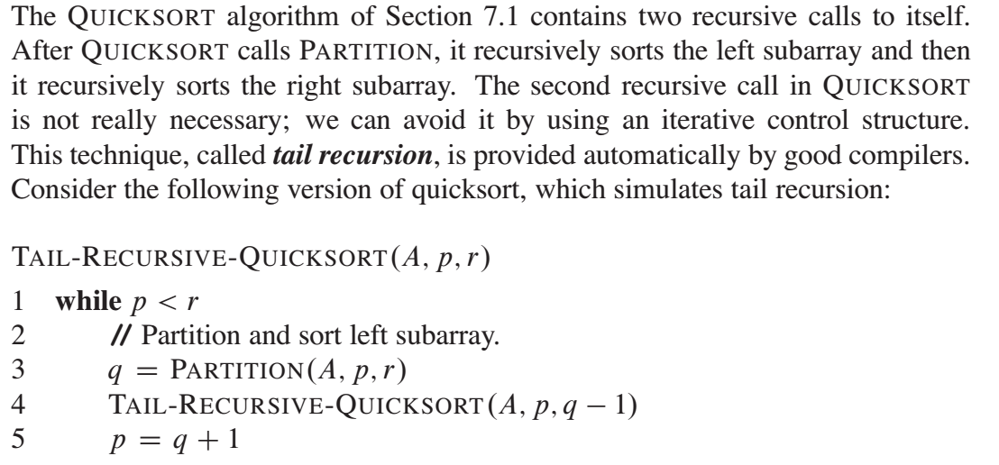 The QUICKSORT algorithm of Section 7.1 contains two recursive calls to itself.
After QUICKSORT calls PARTITION, it recursively sorts the left subarray and then
it recursively sorts the right subarray. The second recursive call in QUICKSORT
is not really necessary; we can avoid it by using an iterative control structure.
This technique, called tail recursion, is provided automatically by good compilers.
Consider the following version of quicksort, which simulates tail recursion:
TAIL-RECURSIVE-QUICKSORT(A, p, r)
1 while p < r
2 // Partition and sort left subarray.
3 q = PARTITION(A, p, r)
4 TAIL-RECURSIVE-QUICKSORT(A, p, q − 1)
5 p = q + 1